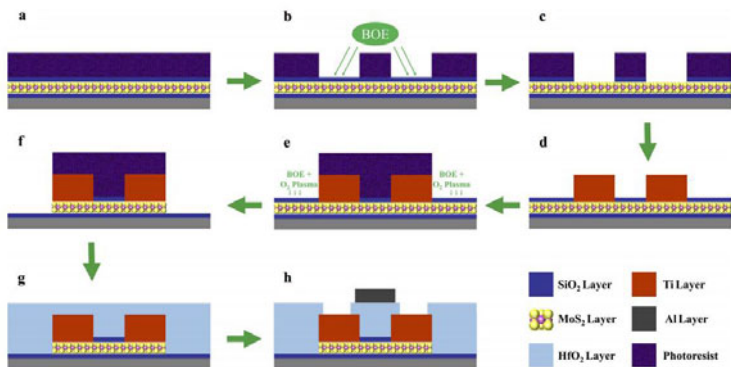 a
b
c
BOE
f
e
d
BOE +
O₂ Plasma
BOE +
O₂ Plasma
g
h
SiO₂ Layer
Ti Layer
MoS₂ Layer
Al Layer
HfO₂ Layer
Photoresist